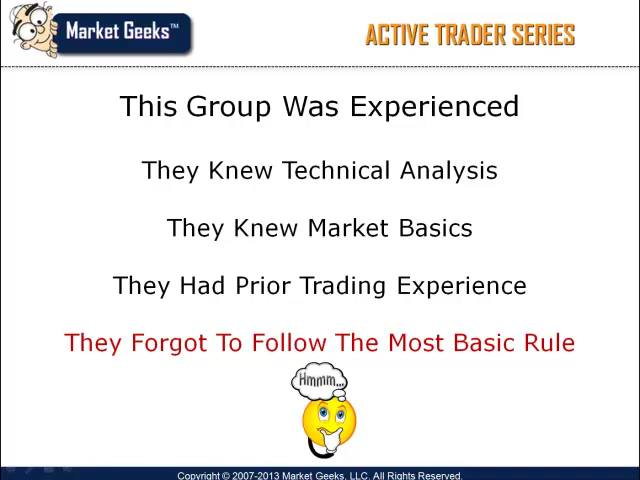 Market Geeks™
ACTIVE TRADER SERIES
This Group Was Experienced
They Knew Technical Analysis
They Knew Market Basics
They Had Prior Trading Experience
They Forgot To Follow The Most Basic Rule
Hmmm...
Copyright © 2007-2013 Market Geeks, LLC. All Rights Reserved.